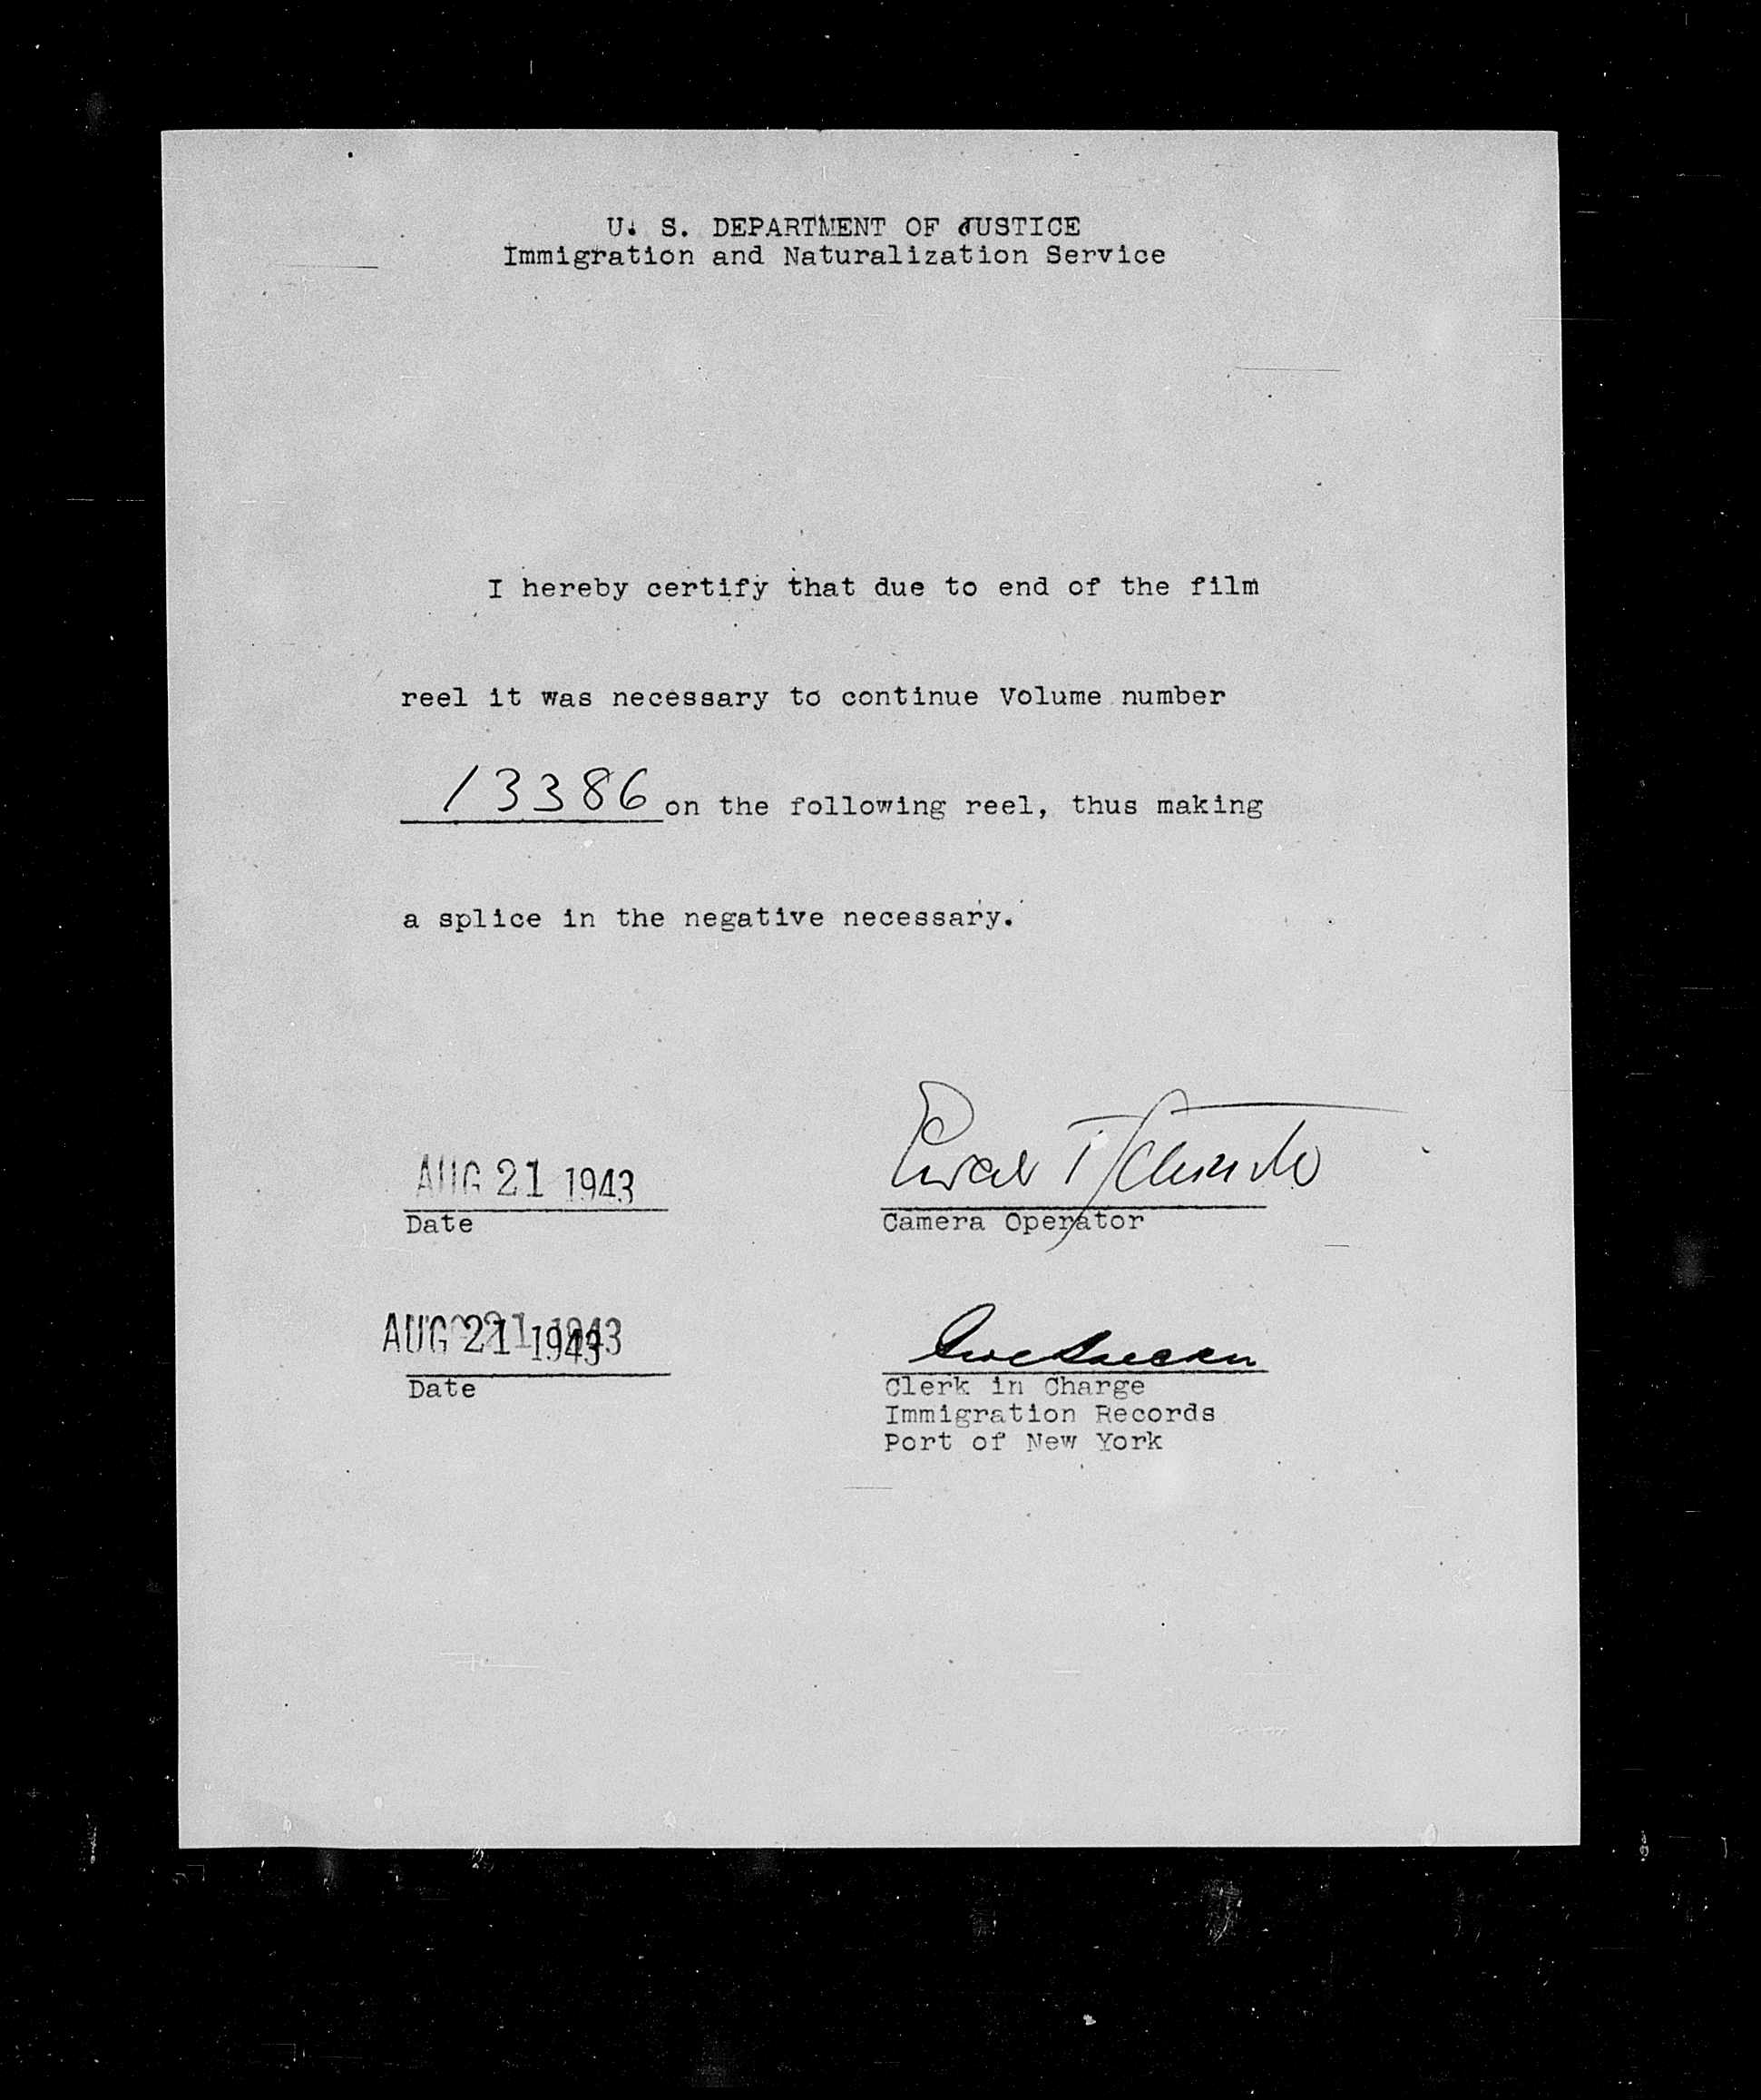 U. S. DEPARTMENT OF JUSTICE
Immigration and Naturalization Service
I hereby certify that due to end of the film
reel it was necessary to continue Volume number
13386 on the following reel, thus making
a splice in the negative necessary.
AUG 21 1943
Date
Camera Operator
AUG 21 1943
Date
Clerk in Charge
Immigration Records
Port of New York